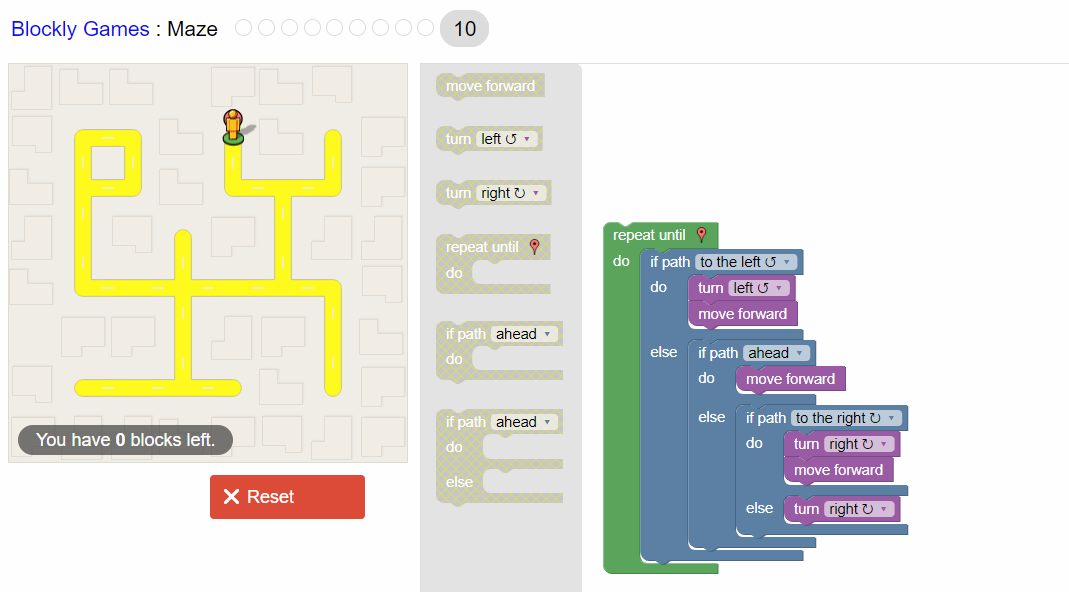 Blockly Games : Maze 10
move forward
turn left ↺ ▾
turn right ↻ ▾
repeat until
do
if path ahead ▾
do
if path ahead ▾
do
else
You have 0 blocks left.
Reset
repeat until
do if path to the left ↺ ▾
do turn left ↺ ▾
move forward
else if path ahead ▾
do move forward
else if path to the right ↻ ▾
do turn right ↻ ▾
move forward
else turn right ↻ ▾